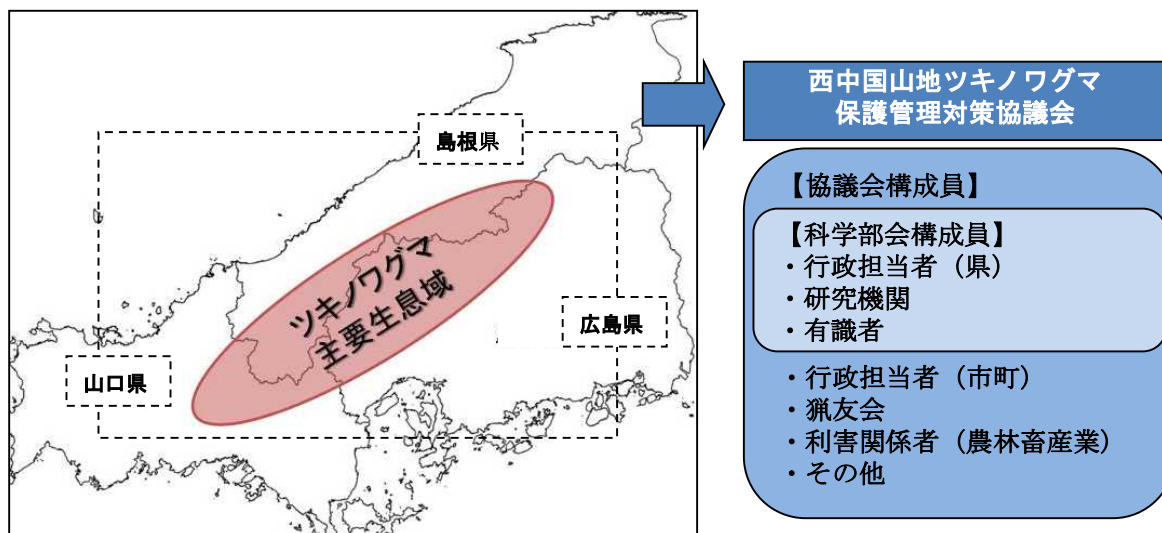 島根県
ツキノワグマ
主要生息域
広島県
山口県
西中国山地ツキノワグマ
保護管理対策協議会
【協議会構成員】
【科学部会構成員】
・行政担当者（県）
・研究機関
・有識者
・行政担当者（市町）
・猟友会
・利害関係者（農林畜産業）
・その他